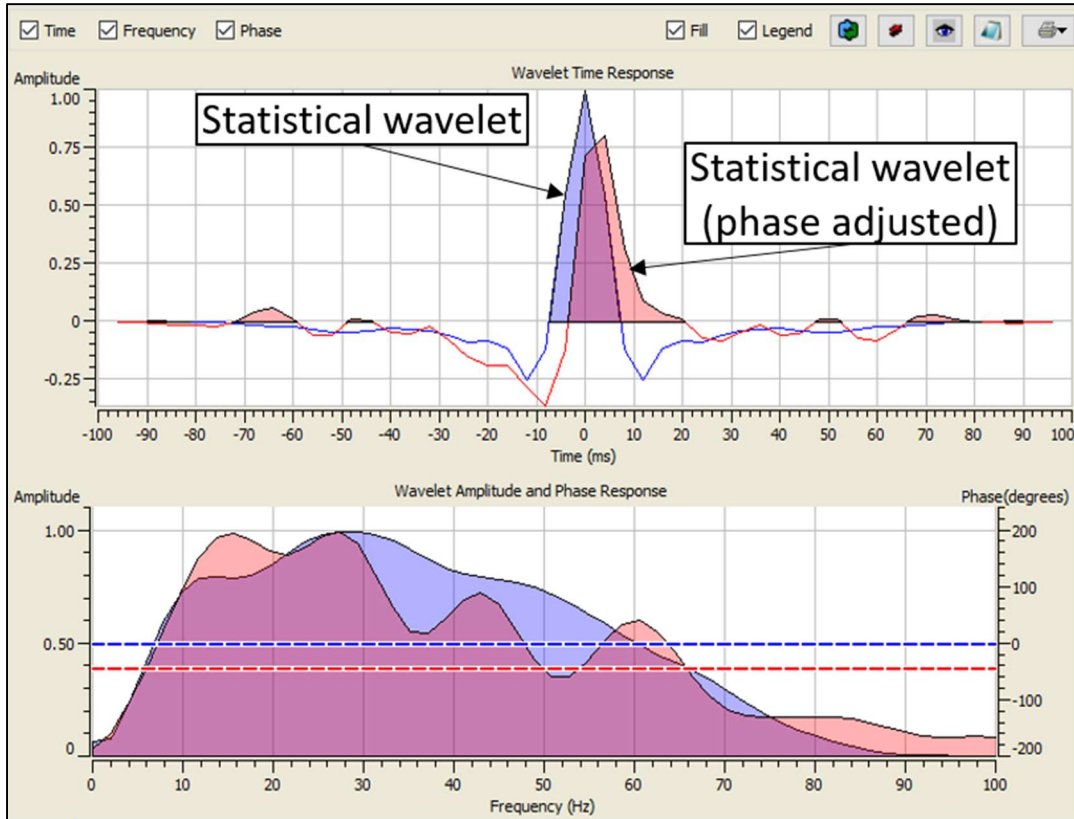 Time Frequency Phase Fill Legend
Wavelet Time Response
Amplitude
1.00
0.75
0.50
0.25
0
-0.25
Statistical wavelet
Statistical wavelet
(phase adjusted)
-100 -90 -80 -70 -60 -50 -40 -30 -20 -10 0 10 20 30 40 50 60 70 80 90 100
Time (ms)
Wavelet Amplitude and Phase Response
Amplitude
Phase(degrees)
1.00
0.50
0
200
100
0
-100
-200
0 10 20 30 40 50 60 70 80 90 100
Frequency (Hz)